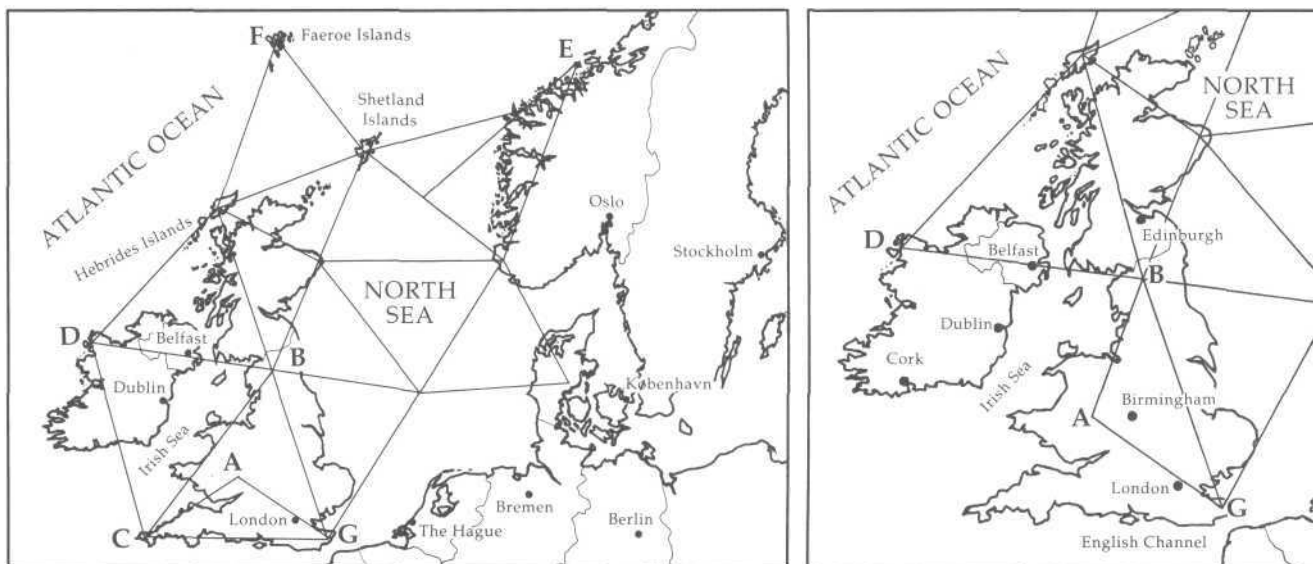 F
Faeroe Islands
E
Shetland
Islands
ATLANTIC OCEAN
Hebrides Islands
Oslo
Stockholm
NORTH
SEA
D
Belfast
B
Dublin
København
Irish Sea
A
London
C
G
The Hague
Bremen
Berlin
NORTH
SEA
ATLANTIC OCEAN
D
Belfast
Edinburgh
B
Dublin
Cork
Irish Sea
A
Birmingham
London
G
English Channel